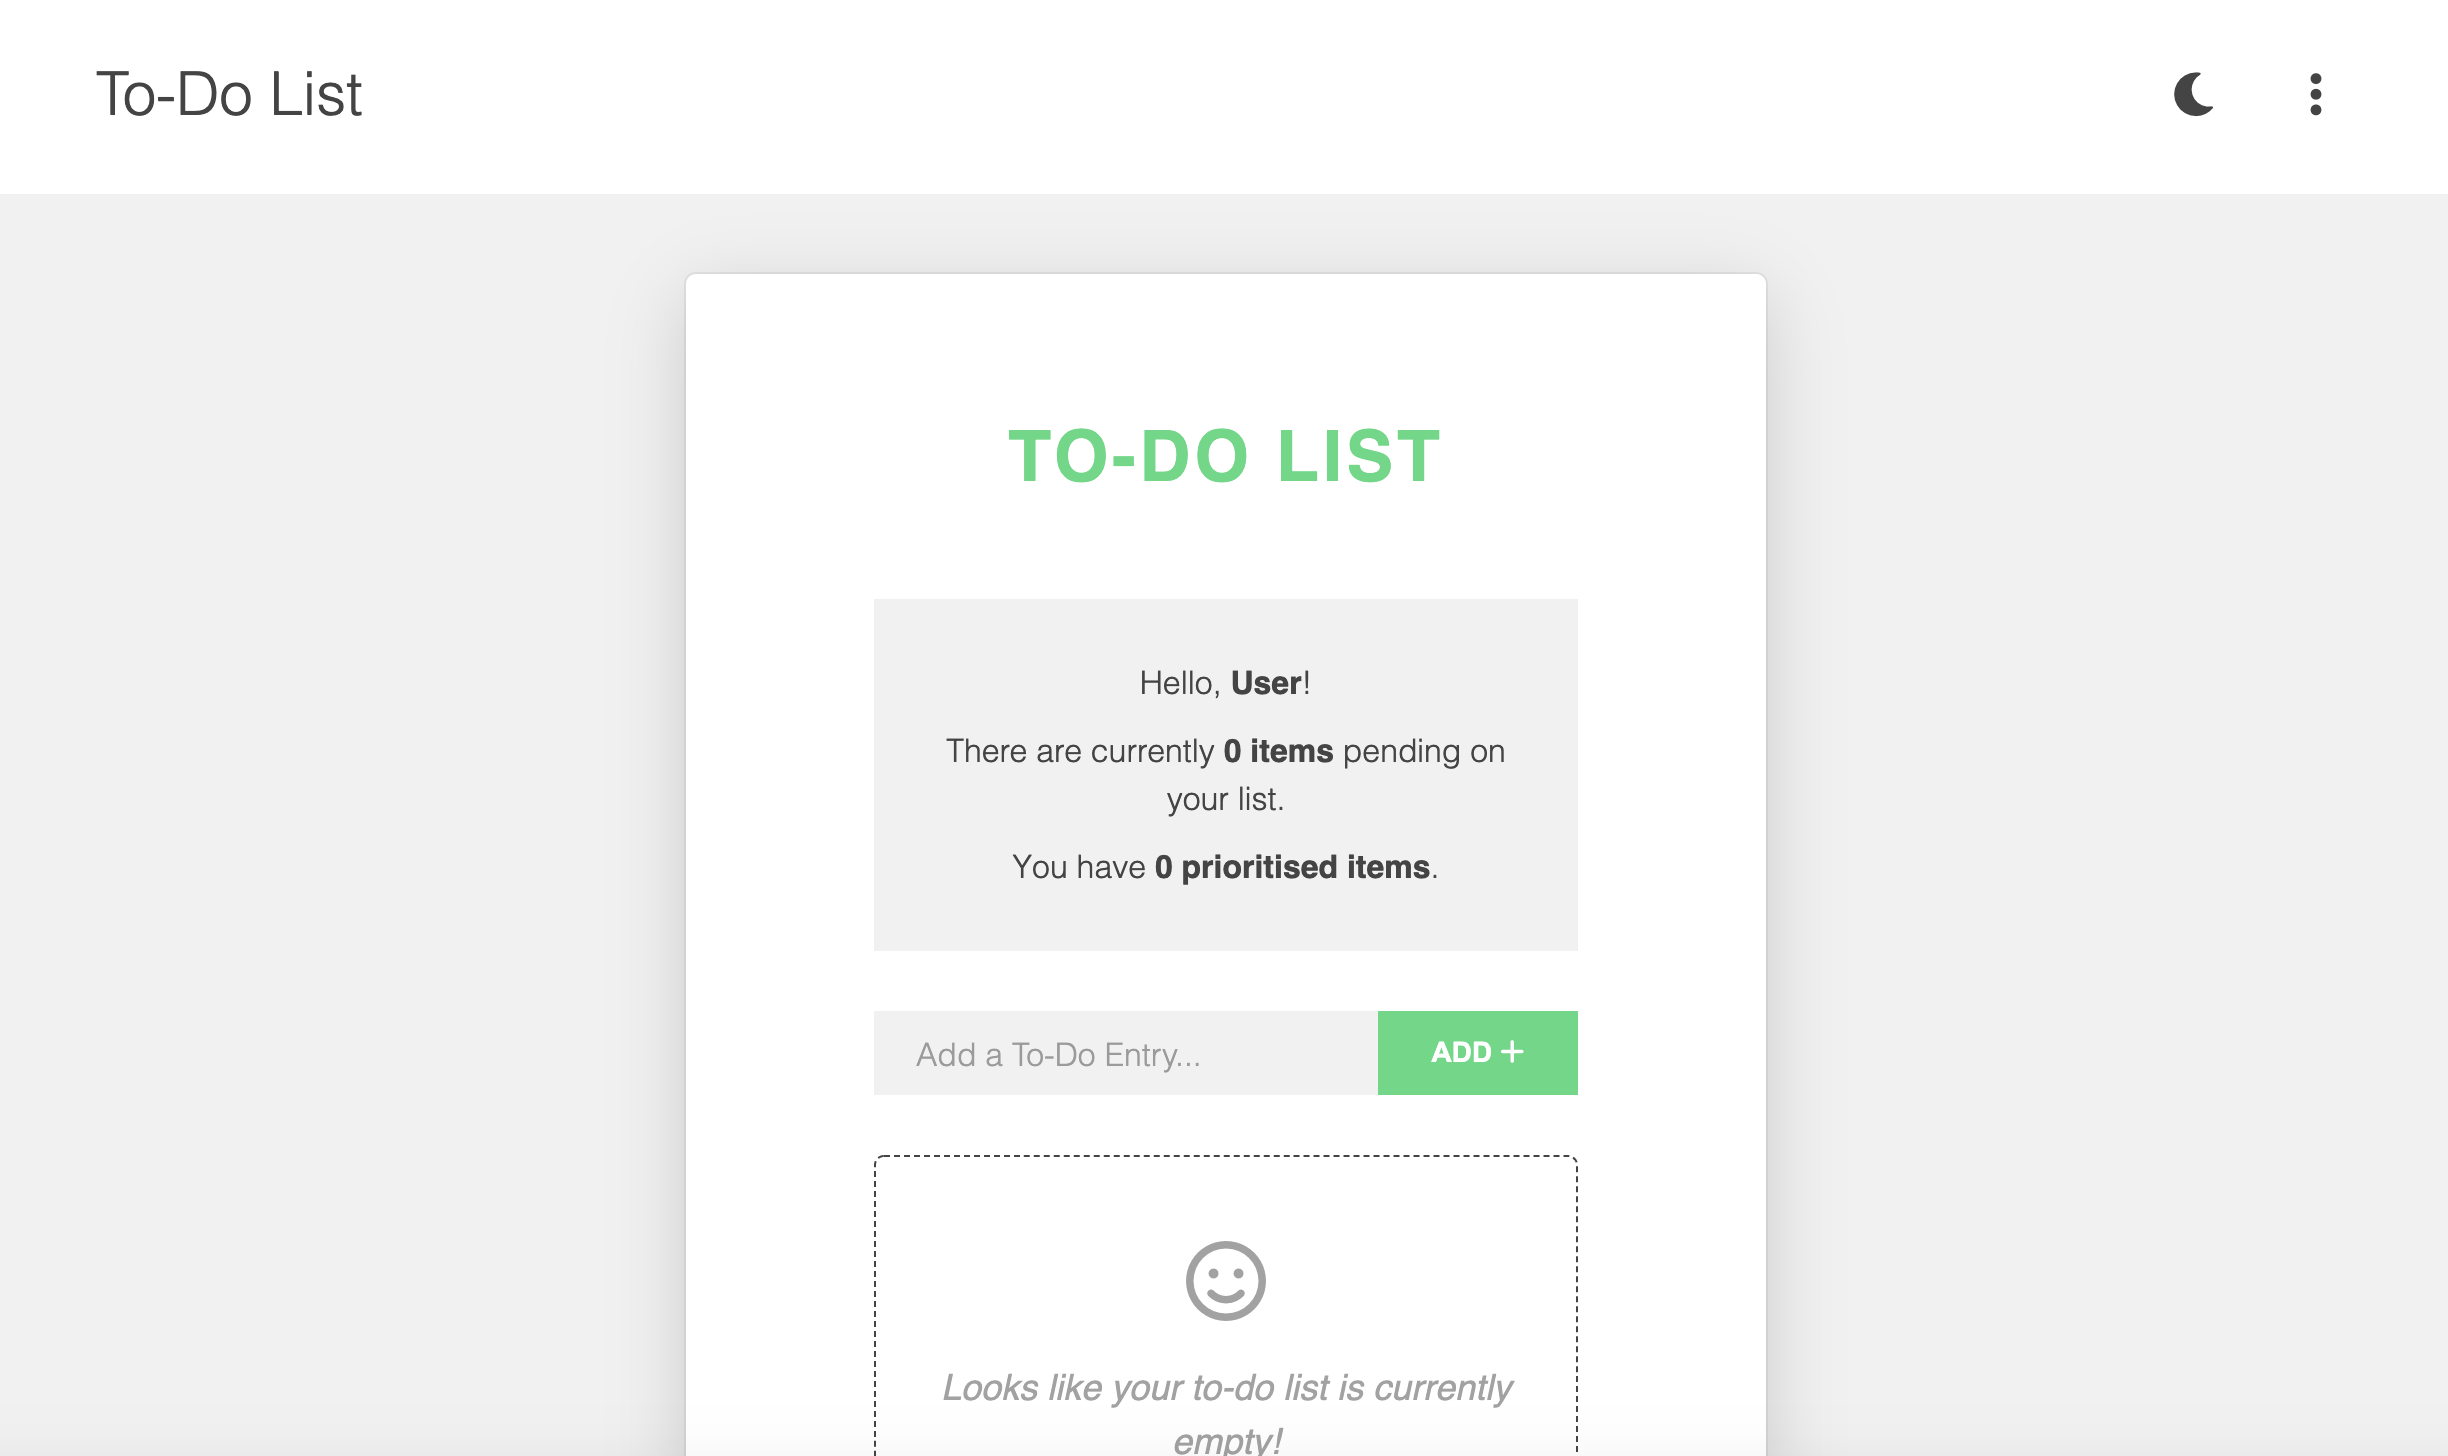 To-Do List
TO-DO LIST
Hello, User!
There are currently 0 items pending on
your list.
You have 0 prioritised items.
Add a To-Do Entry...
ADD +
Looks like your to-do list is currently
empty!